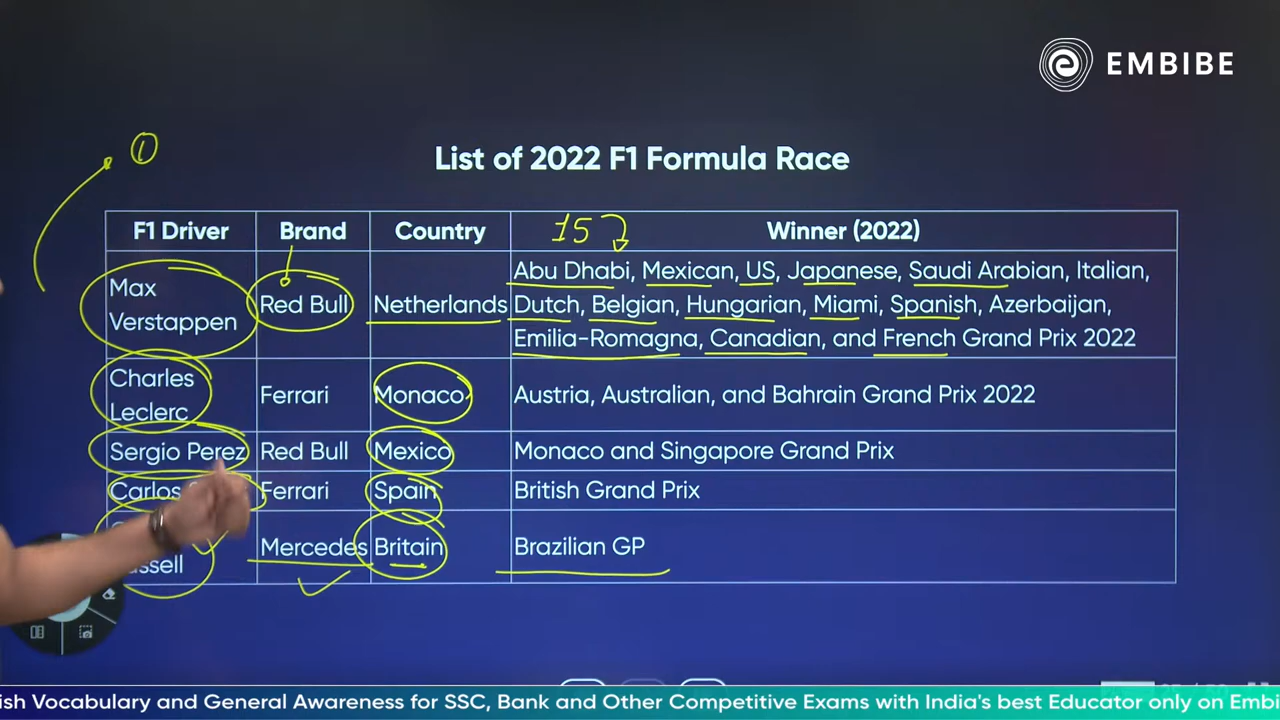 EMBIBE
①
List of 2022 F1 Formula Race
15
F1 Driver Brand Country Winner (2022)
Max Verstappen Red Bull Netherlands Abu Dhabi, Mexican, US, Japanese, Saudi Arabian, Italian,
Dutch, Belgian, Hungarian, Miami, Spanish, Azerbaijan,
Emilia-Romagna, Canadian, and French Grand Prix 2022
Charles Leclerc Ferrari Monaco Austria, Australian, and Bahrain Grand Prix 2022
Sergio Perez Red Bull Mexico Monaco and Singapore Grand Prix
Carlos Ferrari Spain British Grand Prix
Mercedes Britain Brazilian GP
ish Vocabulary and General Awareness for SSC, Bank and Other Competitive Exams with India's best Educator only on Embi